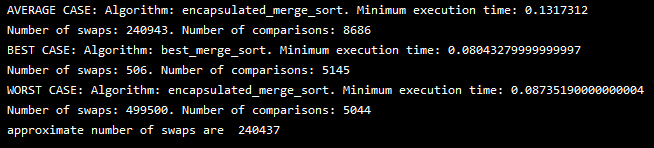 AVERAGE CASE: Algorithm: encapsulated_merge_sort. Minimum execution time: 0.1317312
Number of swaps: 240943. Number of comparisons: 8686
BEST CASE: Algorithm: best_merge_sort. Minimum execution time: 0.08043279999999997
Number of swaps: 506. Number of comparisons: 5145
WORST CASE: Algorithm: encapsulated_merge_sort. Minimum execution time: 0.08735190000000004
Number of swaps: 499500. Number of comparisons: 5044
approximate number of swaps are  240437